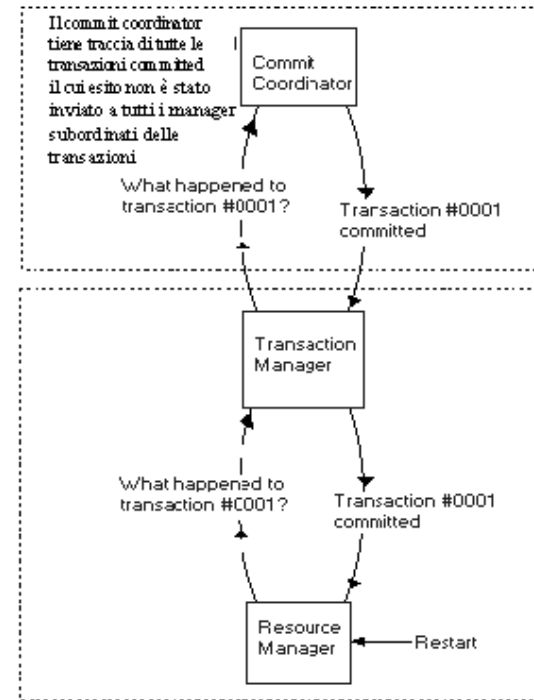 Il commit coordinator
tiene traccia di tutte le
transazioni committed
il cui esito non è stato
inviato a tutti i manager
subordinati delle
transazioni
Commit
Coordinator
What happened to
transaction #0001?
Transaction #0001
committed
Transaction
Manager
What happened to
transaction #0001?
Transaction #0001
committed
Resource
Manager
Restart